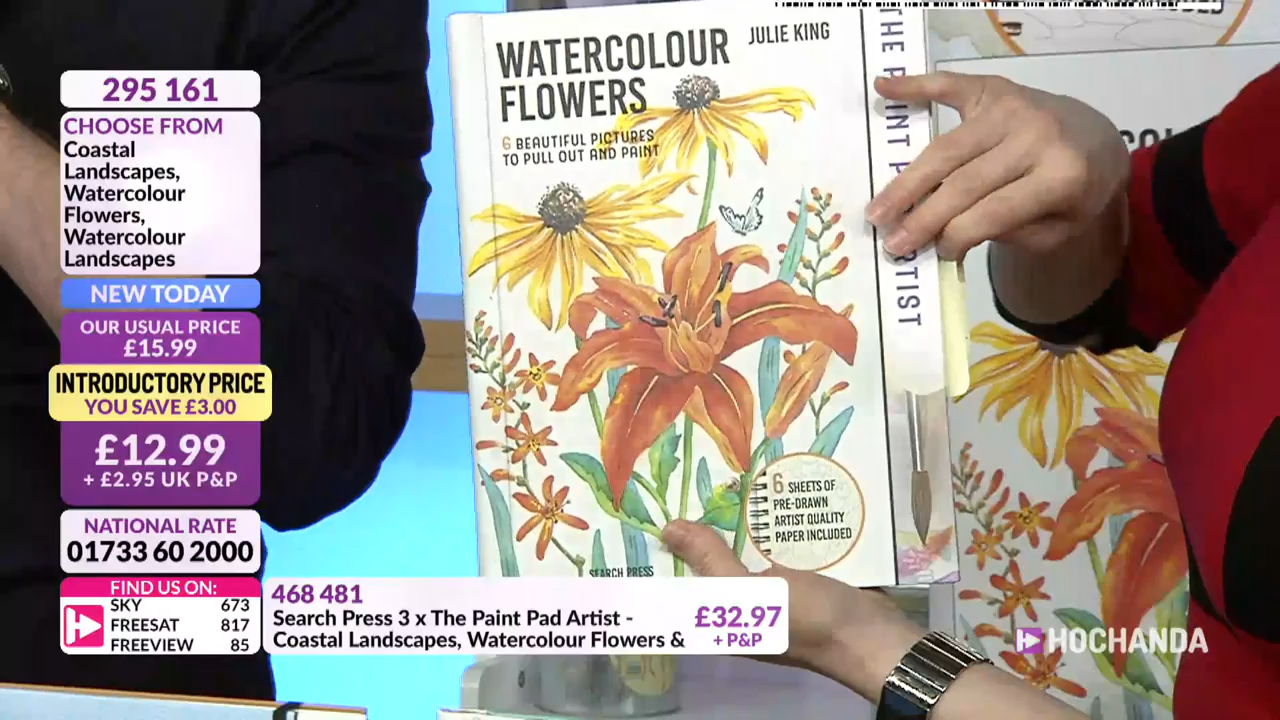 295 161
CHOOSE FROM
Coastal
Landscapes,
Watercolour
Flowers,
Watercolour
Landscapes
NEW TODAY
OUR USUAL PRICE
£15.99
INTRODUCTORY PRICE
YOU SAVE £3.00
£12.99
+ £2.95 UK P&P
NATIONAL RATE
01733 60 2000
FIND US ON:
SKY 673
FREESAT 817
FREEVIEW 85
468 481
Search Press 3 x The Paint Pad Artist -
Coastal Landscapes, Watercolour Flowers &
£32.97
+ P&P
WATERCOLOUR
FLOWERS
JULIE KING
6 BEAUTIFUL PICTURES
TO PULL OUT AND PAINT
6 SHEETS OF
PRE-DRAWN
ARTIST QUALITY
PAPER INCLUDED
SEARCH PRESS
THE
HOCHANDA